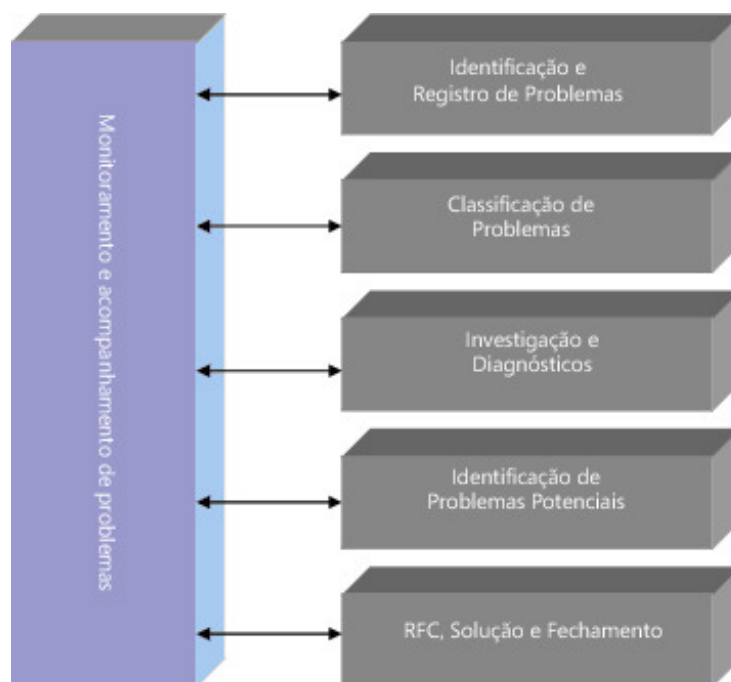 Monitoramento e acompanhamento de problemas
Identificação e
Registro de Problemas
Classificação de
Problemas
Investigação e
Diagnósticos
Identificação de
Problemas Potenciais
RFC, Solução e Fechamento